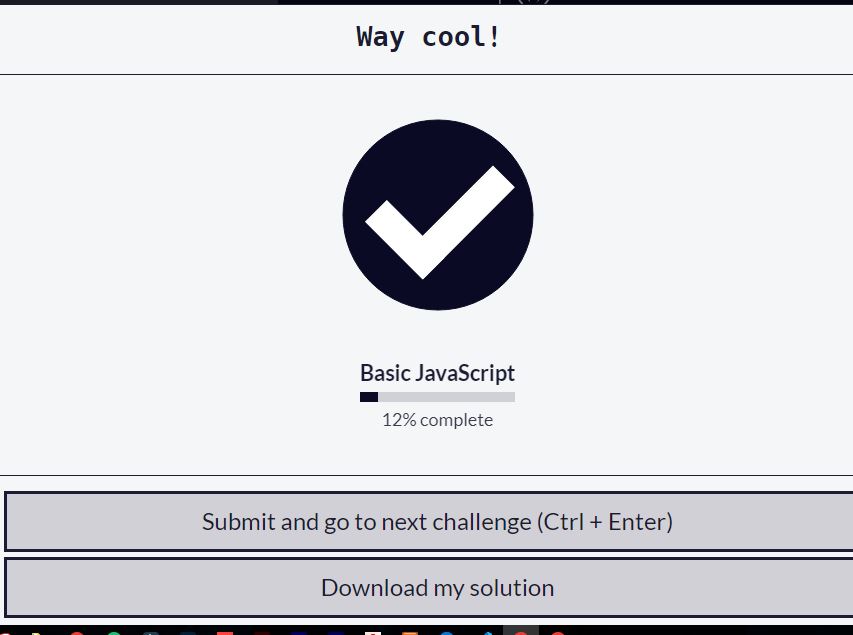 Way cool!
Basic JavaScript
12% complete
Submit and go to next challenge (Ctrl + Enter)
Download my solution